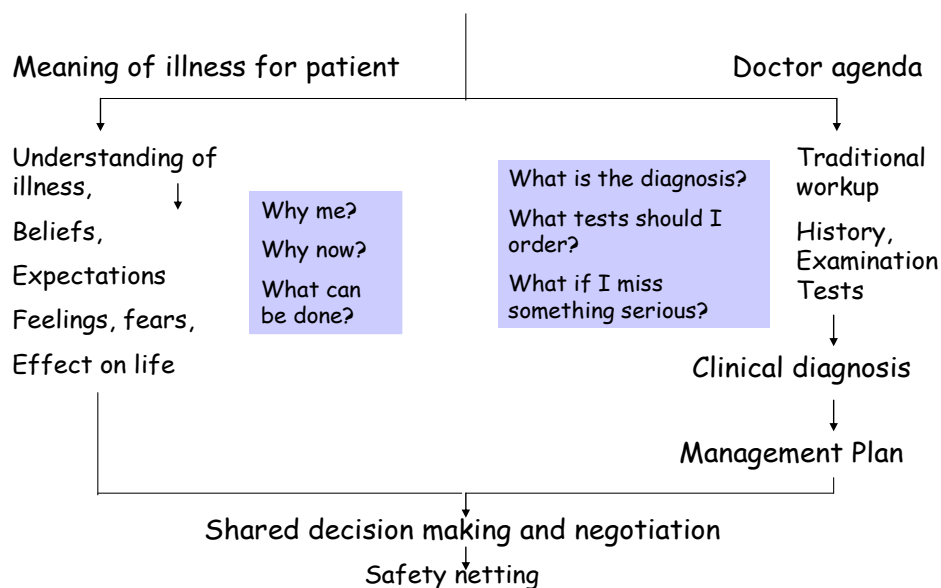 Meaning of illness for patient
Doctor agenda
Understanding of
illness,
Beliefs,
Expectations
Feelings, fears,
Effect on life
Why me?
Why now?
What can
be done?
What is the diagnosis?
What tests should I
order?
What if I miss
something serious?
Traditional
workup
History,
Examination
Tests
Clinical diagnosis
Management Plan
Shared decision making and negotiation
Safety netting